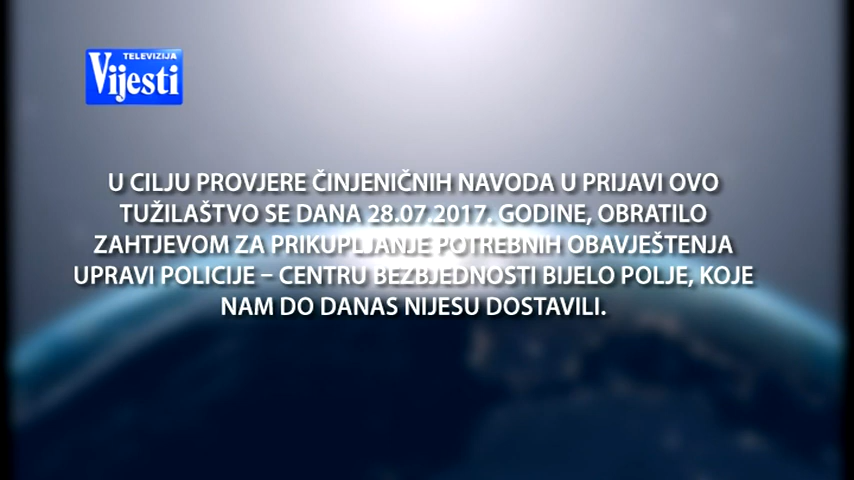 TELEVIZIJA
Vijesti
U CILJU PROVJERE ČINJENIČNIH NAVODA U PRIJAVI OVO
TUŽILAŠTVO SE DANA 28.07.2017. GODINE, OBRATILO
ZAHTJEVOM ZA PRIKUPLJANJE POTREBNIH OBAVJEŠTENJA
UPRAVI POLICIJE – CENTRU BEZBJEDNOSTI BIJELO POLJE, KOJE
NAM DO DANAS NIJESU DOSTAVILI.